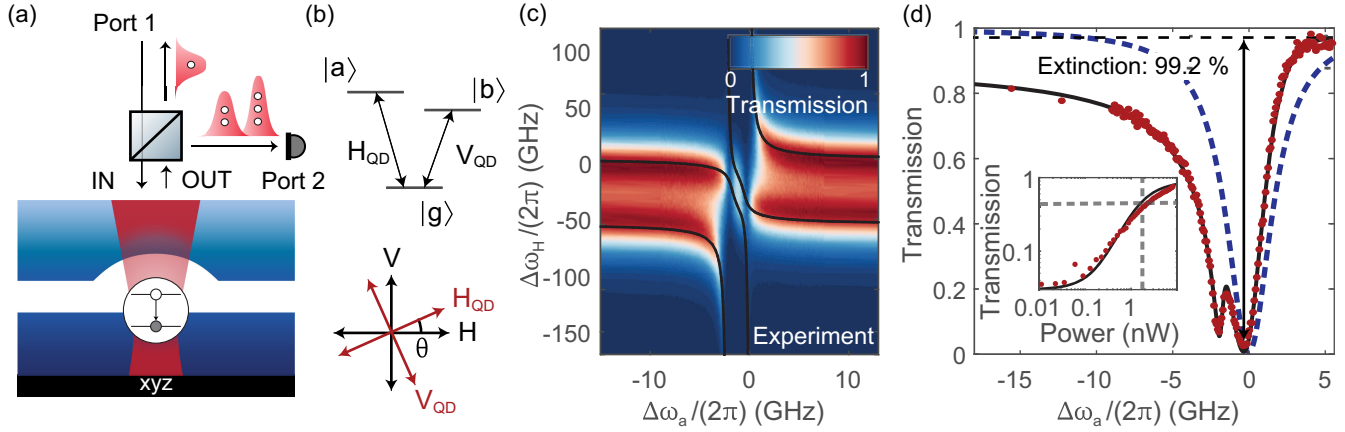 (a)
Port 1
IN
OUT
Port 2
xyz
(b)
|a⟩
|b⟩
H_QD
V_QD
|g⟩
V
H_QD
H
θ
V_QD
(c)
Δω_H/(2π) (GHz)
100
50
0
-50
-100
-150
0
1
Transmission
Experiment
-10
0
10
Δω_a/(2π) (GHz)
(d)
Transmission
1
0.8
0.6
0.4
0.2
0
Extinction: 99.2 %
Transmission
1
0.1
0.01
0.1
1
Power (nW)
-15
-10
-5
0
5
Δω_a/(2π) (GHz)